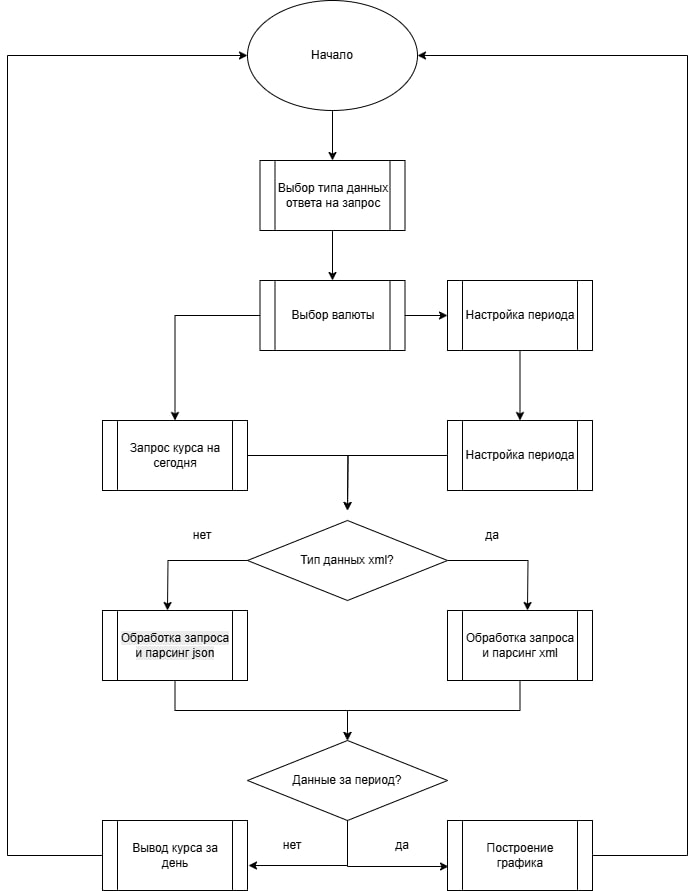 Начало
Выбор типа данных
ответа на запрос
Выбор валюты
Настройка периода
Запрос курса на
сегодня
Настройка периода
нет
да
Тип данных xml?
Обработка запроса
и парсинг json
Обработка запроса
и парсинг xml
Данные за период?
Вывод курса за
день
нет
да
Построение
графика